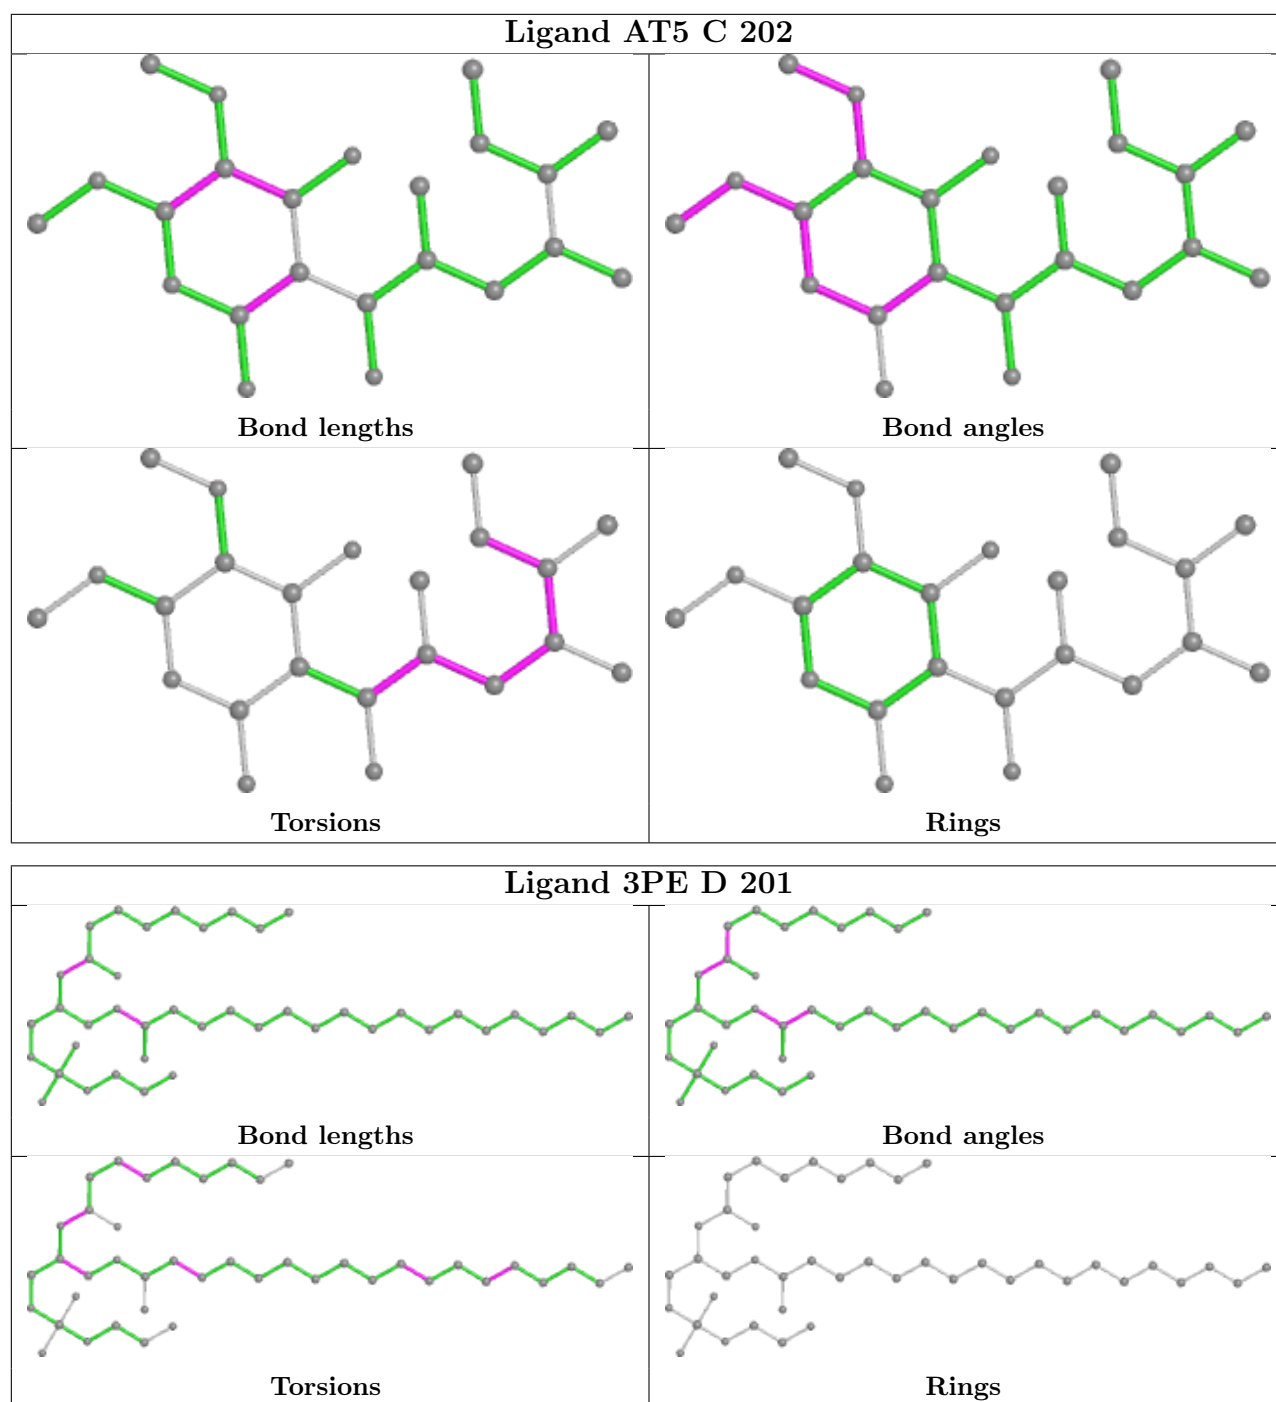 Ligand AT5 C 202
Bond lengths
Bond angles
Torsions
Rings
Ligand 3PE D 201
Bond lengths
Bond angles
Torsions
Rings